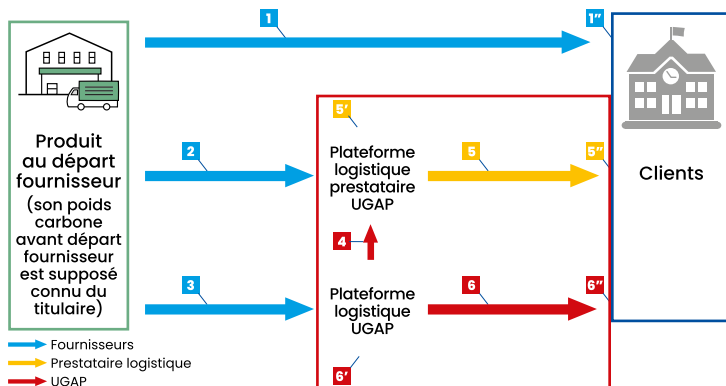 1
1”
Produit
au départ
fournisseur
(son poids
carbone
avant départ
fournisseur
est supposé
connu du
titulaire)
5’
2
Plateforme
logistique
prestataire
UGAP
5
5”
Clients
4
3
Plateforme
logistique
UGAP
6
6”
6’
Fournisseurs
Prestataire logistique
UGAP